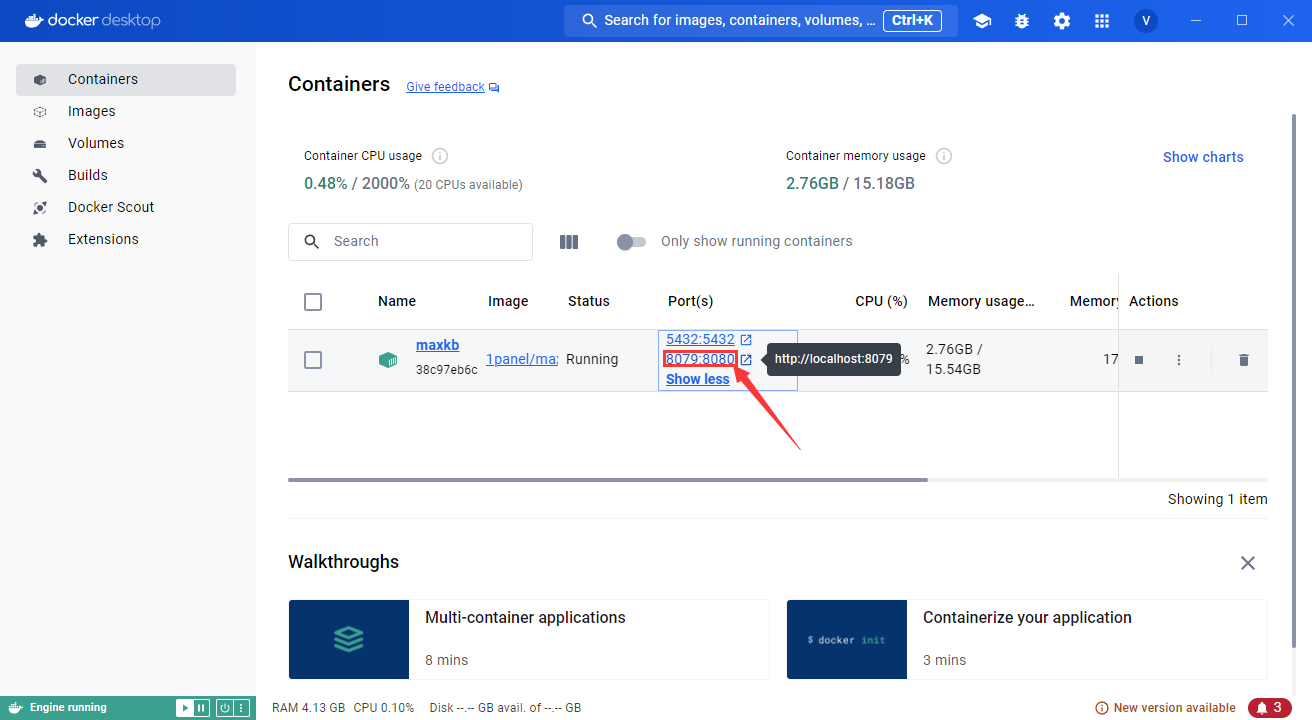 docker desktop
Search for images, containers, volumes, ...
Ctrl+K
V
Containers
Images
Volumes
Builds
Docker Scout
Extensions
Containers
Give feedback
Container CPU usage
0.48% / 2000% (20 CPUs available)
Container memory usage
2.76GB / 15.18GB
Show charts
Search
Only show running containers
Name
Image
Status
Port(s)
CPU (%)
Memory usage...
Memory
Actions
maxkb
38c97eb6c
1panel/ma
Running
5432:5432
8079:8080
Show less
http://localhost:8079
%
2.76GB /
15.54GB
17
Showing 1 item
Walkthroughs
Multi-container applications
8 mins
$ docker init
Containerize your application
3 mins
Engine running
RAM 4.13 GB CPU 0.10% Disk --.-- GB avail. of --.-- GB
New version available
3